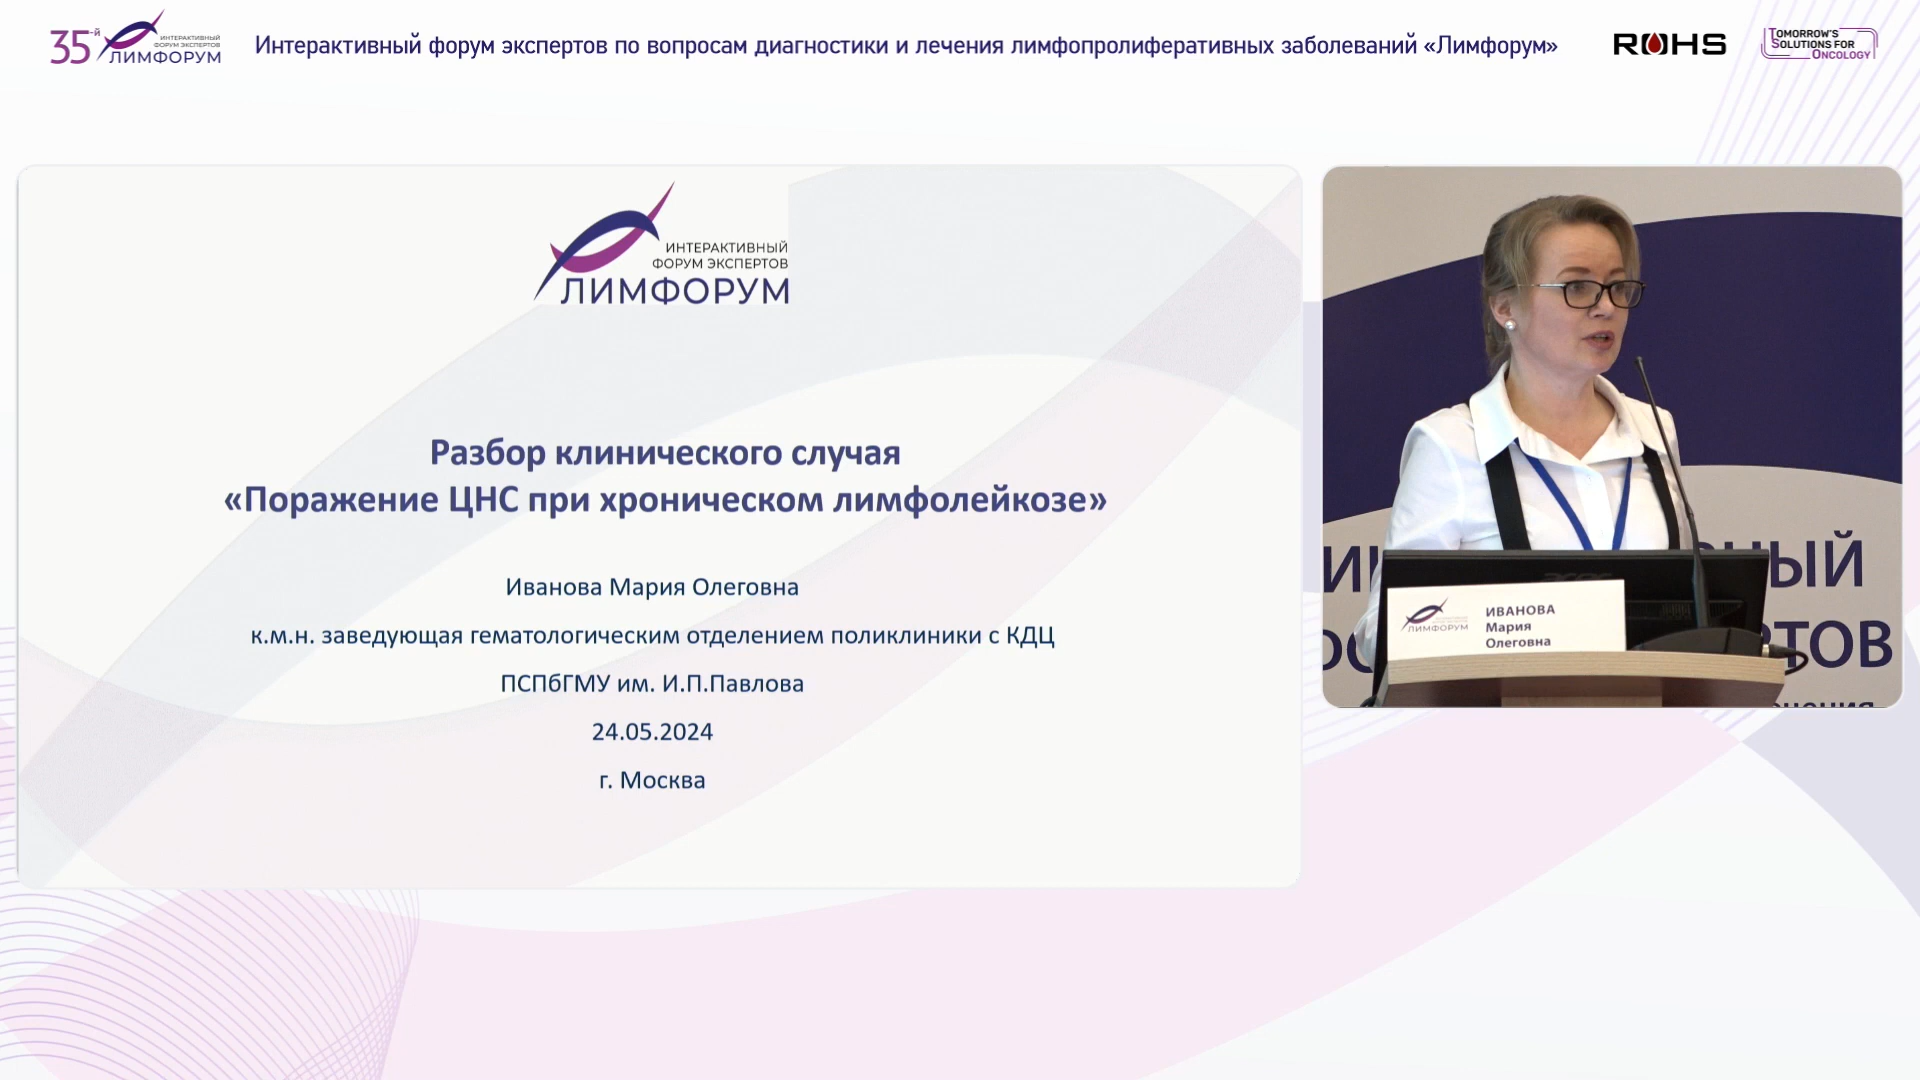 35-й
ИНТЕРАКТИВНЫЙ
ФОРУМ ЭКСПЕРТОВ
ЛИМФОРУМ
Интерактивный форум экспертов по вопросам диагностики и лечения лимфопролиферативных заболеваний «Лимфорум»
ROHS
TOMORROW'S
SOLUTIONS FOR
ONCOLOGY
ИНТЕРАКТИВНЫЙ
ФОРУМ ЭКСПЕРТОВ
ЛИМФОРУМ
Разбор клинического случая
«Поражение ЦНС при хроническом лимфолейкозе»
Иванова Мария Олеговна
к.м.н. заведующая гематологическим отделением поликлиники с КДЦ
ПСПбГМУ им. И.П.Павлова
24.05.2024
г. Москва
ЫЙ
РТОВ
ЛИМФОРУМ
ИВАНОВА
Мария
Олеговна